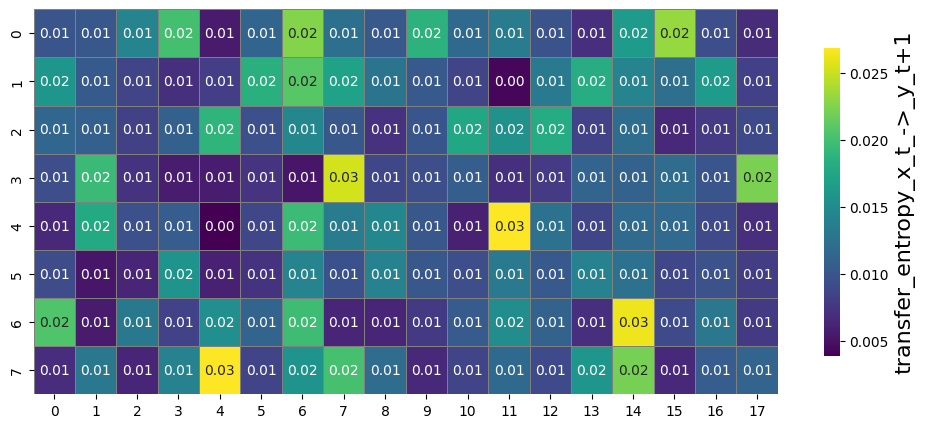 0 0.01 0.01 0.01 0.02 0.01 0.01 0.02 0.01 0.01 0.02 0.01 0.01 0.01 0.01 0.02 0.02 0.01 0.01
1 0.02 0.01 0.01 0.01 0.01 0.02 0.02 0.02 0.01 0.01 0.01 0.00 0.01 0.02 0.01 0.01 0.02 0.01
2 0.01 0.01 0.01 0.01 0.02 0.01 0.01 0.01 0.01 0.01 0.02 0.02 0.02 0.01 0.01 0.01 0.01 0.01
3 0.01 0.02 0.01 0.01 0.01 0.01 0.01 0.03 0.01 0.01 0.01 0.01 0.01 0.01 0.01 0.01 0.01 0.02
4 0.01 0.02 0.01 0.01 0.00 0.01 0.02 0.01 0.01 0.01 0.01 0.03 0.01 0.01 0.01 0.01 0.01 0.01
5 0.01 0.01 0.01 0.02 0.01 0.01 0.01 0.01 0.01 0.01 0.01 0.01 0.01 0.01 0.01 0.01 0.01 0.01
6 0.02 0.01 0.01 0.01 0.02 0.01 0.02 0.01 0.01 0.01 0.01 0.02 0.01 0.01 0.03 0.01 0.01 0.01
7 0.01 0.01 0.01 0.03 0.01 0.02 0.02 0.01 0.01 0.01 0.01 0.01 0.02 0.02 0.01 0.01 0.01
0 1 2 3 4 5 6 7 8 9 10 11 12 13 14 15 16 17
0.025
0.020
0.015
0.010
0.005
transfer_entropy_x_t_->_y_t+1